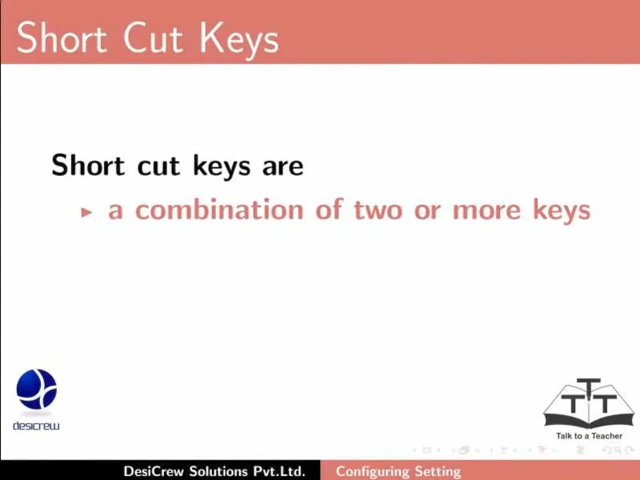 Short Cut Keys
Short cut keys are
a combination of two or more keys
desicrew
T T T
Talk to a Teacher
DesiCrew Solutions Pvt.Ltd.
Configuring Setting